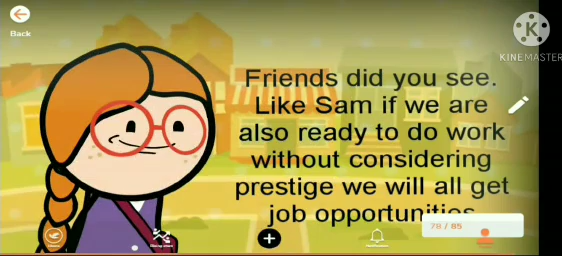 Back
K
KINEMASTER
Friends did you see.
Like Sam if we are
also ready to do work
without considering
prestige we will all get
job opportunities
78 / 85